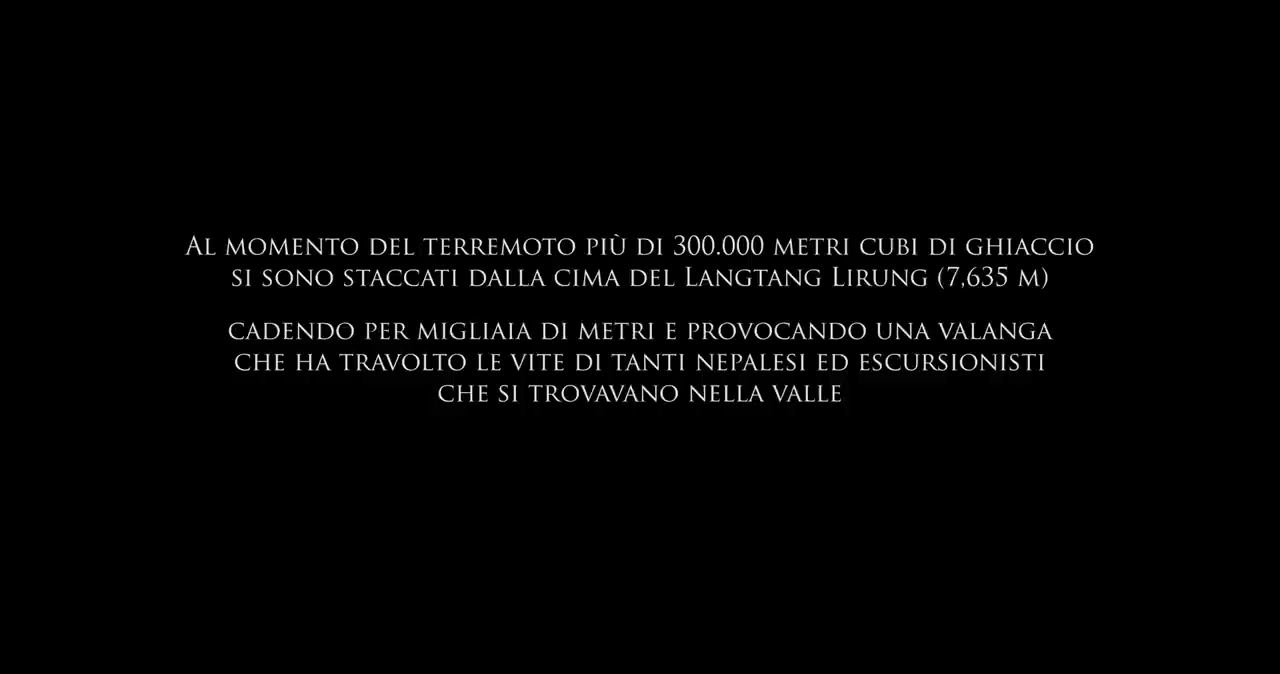 Al momento del terremoto più di 300.000 metri cubi di ghiaccio
si sono staccati dalla cima del Langtang Lirung (7,635 m)
cadendo per migliaia di metri e provocando una valanga
che ha travolto le vite di tanti nepalesi ed escursionisti
che si trovavano nella valle